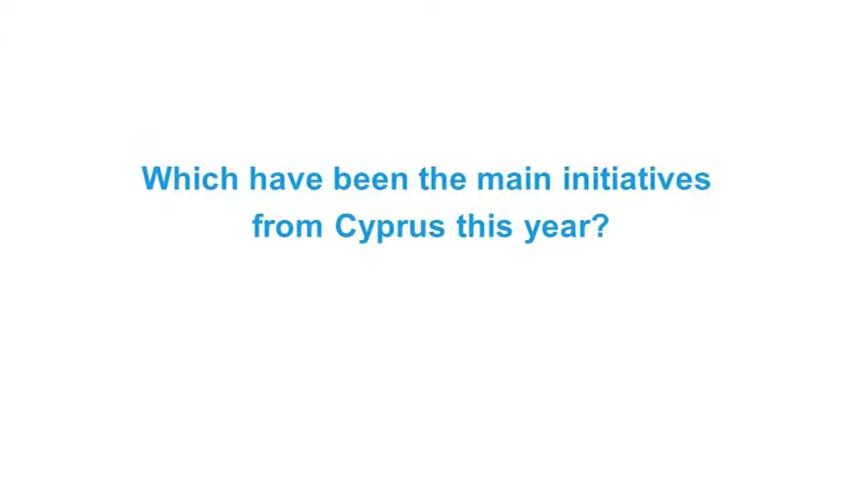 Which have been the main initiatives
from Cyprus this year?